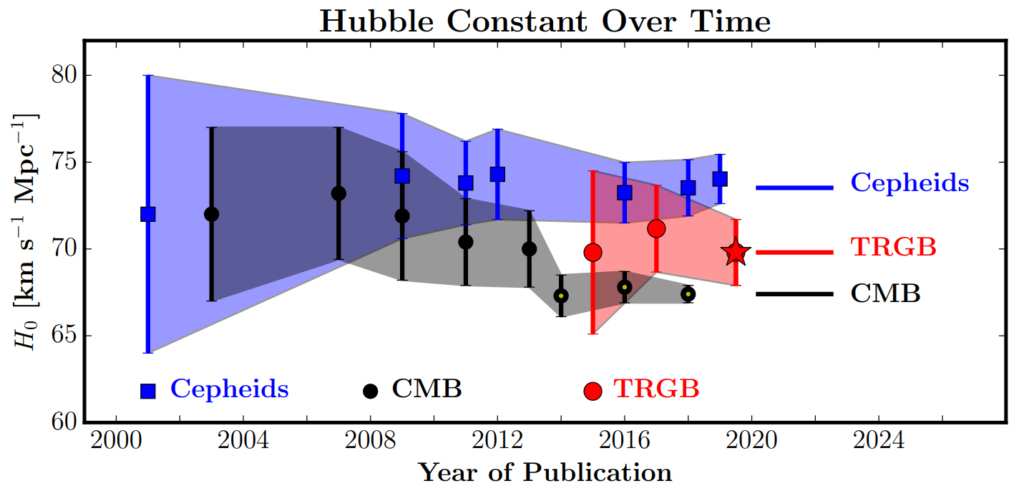 Hubble Constant Over Time
H₀ [km s⁻¹ Mpc⁻¹]
80
75
70
65
60
Cepheids
TRGB
CMB
Cepheids
CMB
TRGB
2000
2004
2008
2012
2016
2020
2024
Year of Publication